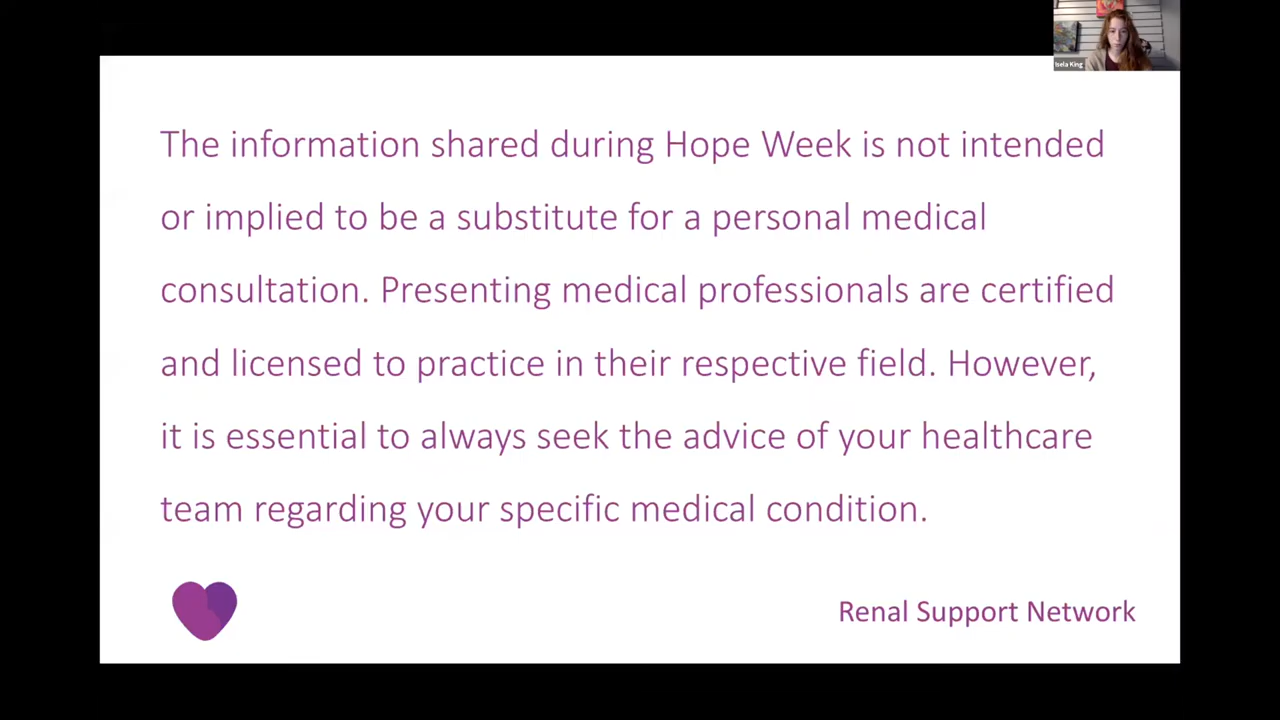 Isela King
The information shared during Hope Week is not intended
or implied to be a substitute for a personal medical
consultation. Presenting medical professionals are certified
and licensed to practice in their respective field. However,
it is essential to always seek the advice of your healthcare
team regarding your specific medical condition.
Renal Support Network